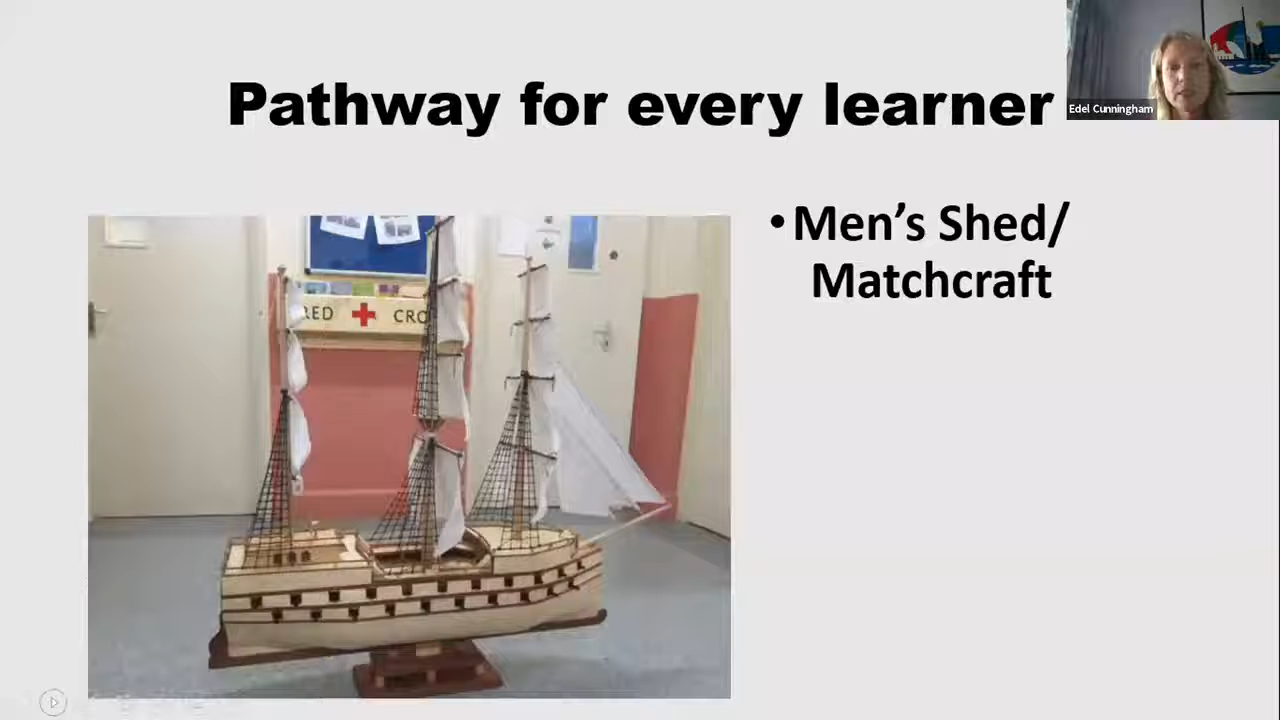 Pathway for every learner
Edel Cunningham
•Men's Shed/
Matchcraft
RED CRO